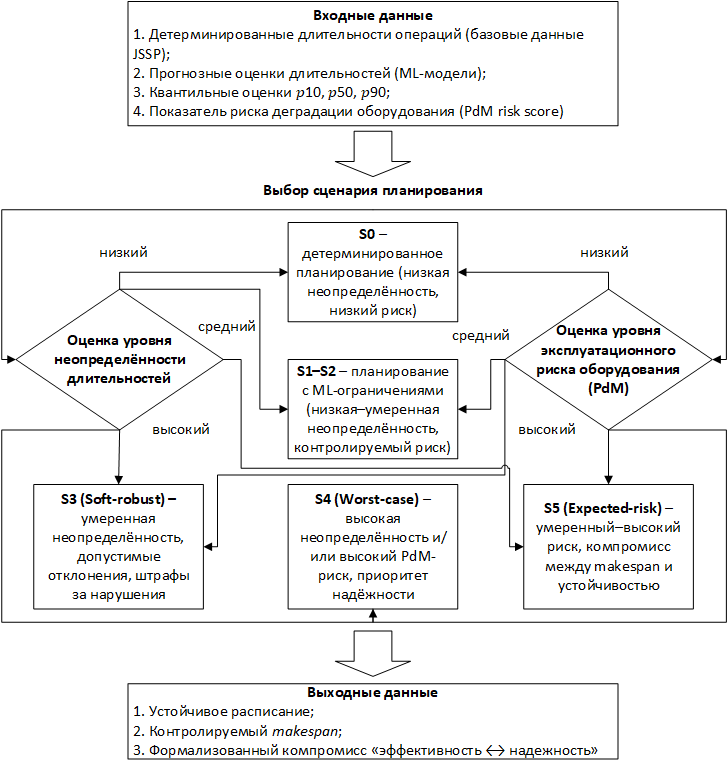 Входные данные
1. Детерминированные длительности операций (базовые данные
JSSP);
2. Прогнозные оценки длительностей (ML-модели);
3. Квантильные оценки p10, p50, p90;
4. Показатель риска деградации оборудования (PdM risk score)
Выбор сценария планирования
S0 –
детерминированное
планирование (низкая
неопределённость,
низкий риск)
низкий
низкий
средний
средний
Оценка уровня
неопределённости
длительностей
Оценка уровня
эксплуатационного
риска оборудования
(PdM)
S1–S2 – планирование
с ML-ограничениями
(низкая–умеренная
неопределённость,
контролируемый риск)
высокий
высокий
S3 (Soft-robust) –
умеренная
неопределённость,
допустимые
отклонения, штрафы
за нарушения
S4 (Worst-case) –
высокая
неопределённость и/
или высокий PdM-
риск, приоритет
надёжности
S5 (Expected-risk) –
умеренный–высокий
риск, компромисс
между makespan и
устойчивостью
Выходные данные
1. Устойчивое расписание;
2. Контролируемый makespan;
3. Формализованный компромисс «эффективность ↔ надежность»